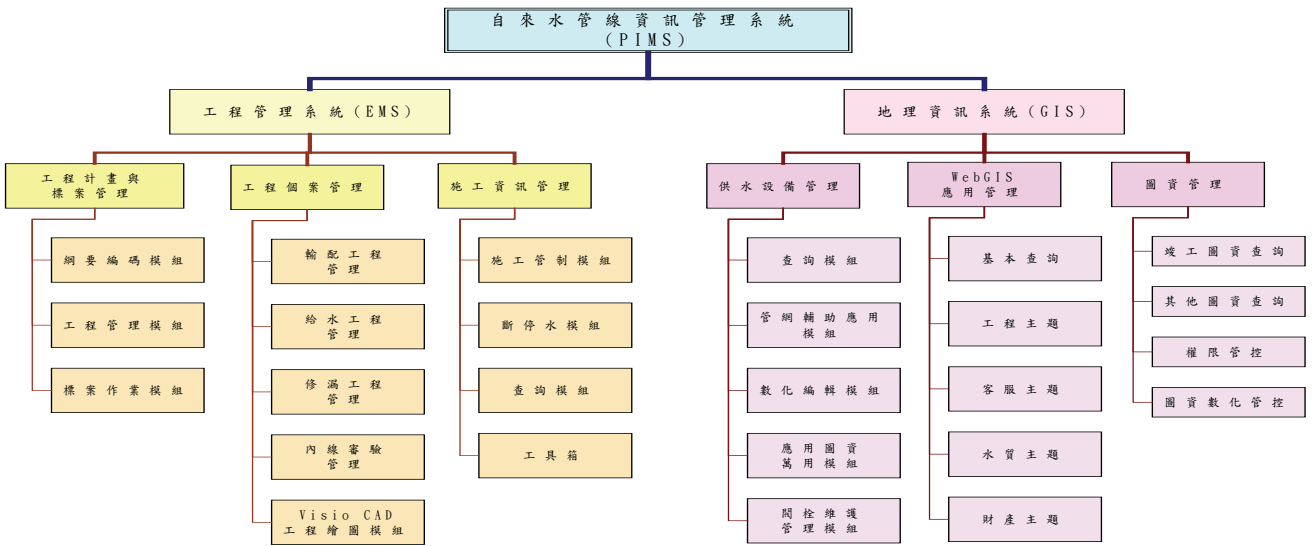 自來水管線資訊管理系統
(PIMS)
工程管理系統(EMS)
地理資訊系統(GIS)
工程計畫與
標案管理
綱要編碼模組
工程管理模組
標案作業模組
工程個案管理
輸配工程
管理
給水工程
管理
修漏工程
管理
內線審驗
管理
Visio CAD
工程繪圖模組
施工資訊管理
施工管制模組
斷停水模組
查詢模組
工具箱
供水設備管理
查詢模組
管網輔助應用
模組
數化編輯模組
應用圖資
萬用模組
閥栓維護
管理模組
WebGIS
應用管理
基本查詢
工程主題
客服主題
水質主題
財產主題
圖資管理
竣工圖資查詢
其他圖資查詢
權限管控
圖資數化管控